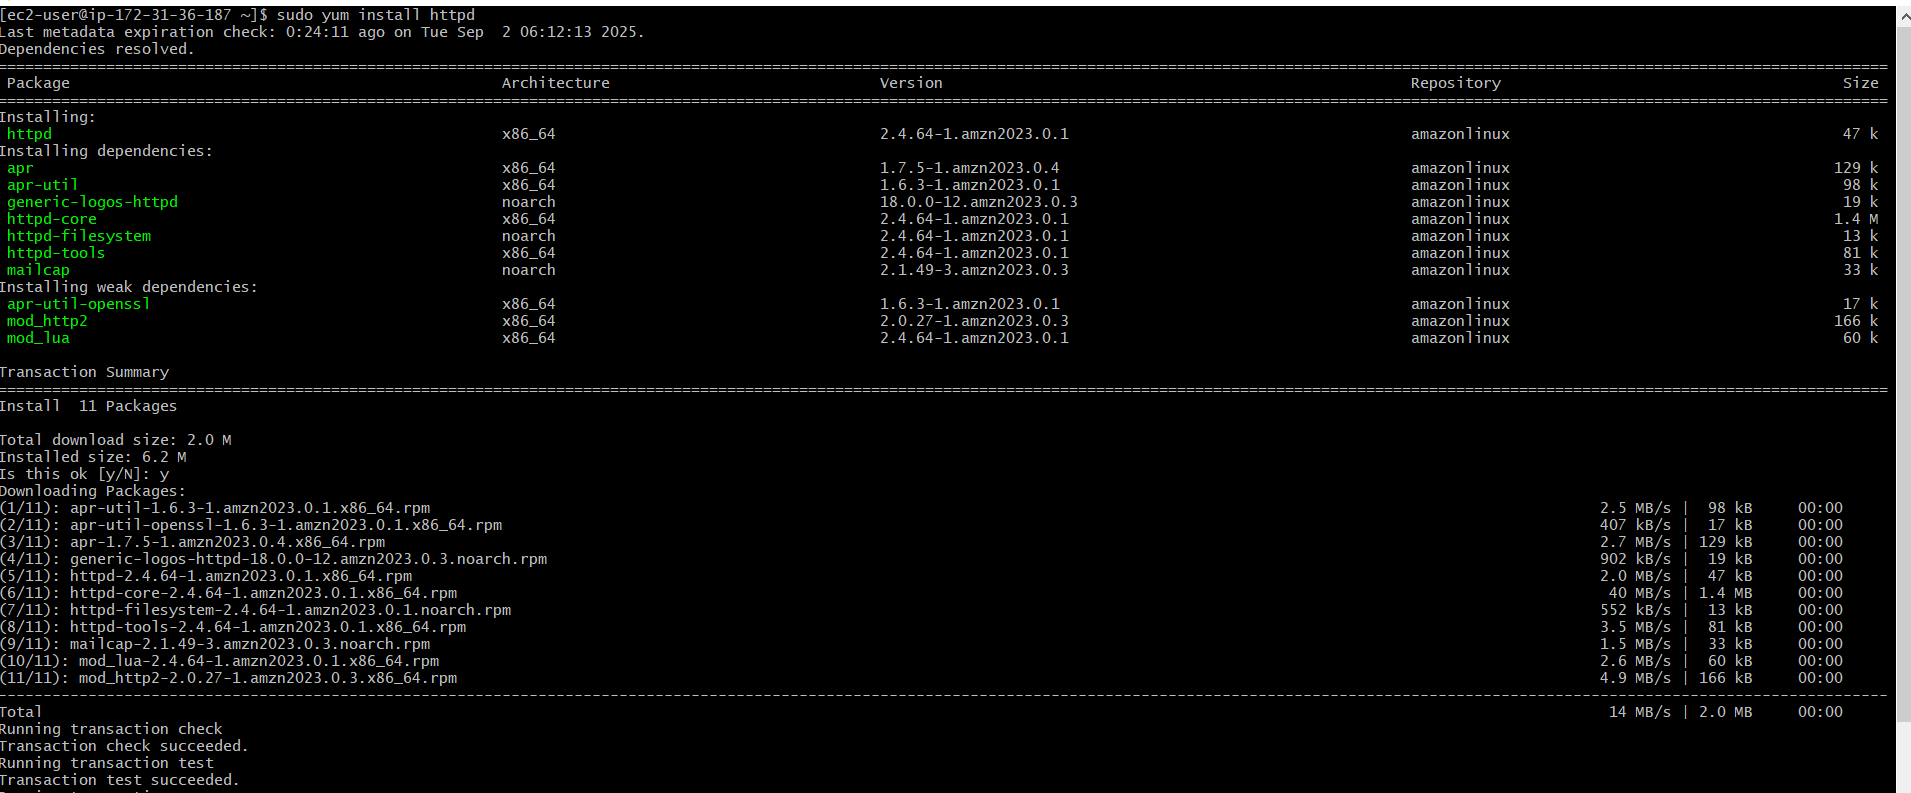 [ec2-user@ip-172-31-36-187 ~]$ sudo yum install httpd
Last metadata expiration check: 0:24:11 ago on Tue Sep  2 06:12:13 2025.
Dependencies resolved.
Package Architecture Version Repository Size
Installing:
httpd x86_64 2.4.64-1.amzn2023.0.1 amazonlinux 47 k
Installing dependencies:
apr x86_64 1.7.5-1.amzn2023.0.4 amazonlinux 129 k
apr-util x86_64 1.6.3-1.amzn2023.0.1 amazonlinux 98 k
generic-logos-httpd noarch 18.0.0-12.amzn2023.0.3 amazonlinux 19 k
httpd-core x86_64 2.4.64-1.amzn2023.0.1 amazonlinux 1.4 M
httpd-filesystem noarch 2.4.64-1.amzn2023.0.1 amazonlinux 13 k
httpd-tools x86_64 2.4.64-1.amzn2023.0.1 amazonlinux 81 k
mailcap noarch 2.1.49-3.amzn2023.0.3 amazonlinux 33 k
Installing weak dependencies:
apr-util-openssl x86_64 1.6.3-1.amzn2023.0.1 amazonlinux 17 k
mod_http2 x86_64 2.0.27-1.amzn2023.0.3 amazonlinux 166 k
mod_lua x86_64 2.4.64-1.amzn2023.0.1 amazonlinux 60 k
Transaction Summary
Install  11 Packages
Total download size: 2.0 M
Installed size: 6.2 M
Is this ok [y/N]: y
Downloading Packages:
(1/11): apr-util-1.6.3-1.amzn2023.0.1.x86_64.rpm 2.5 MB/s |  98 kB     00:00
(2/11): apr-util-openssl-1.6.3-1.amzn2023.0.1.x86_64.rpm 407 kB/s |  17 kB     00:00
(3/11): apr-1.7.5-1.amzn2023.0.4.x86_64.rpm 2.7 MB/s | 129 kB     00:00
(4/11): generic-logos-httpd-18.0.0-12.amzn2023.0.3.noarch.rpm 902 kB/s |  19 kB     00:00
(5/11): httpd-2.4.64-1.amzn2023.0.1.x86_64.rpm 2.0 MB/s |  47 kB     00:00
(6/11): httpd-core-2.4.64-1.amzn2023.0.1.x86_64.rpm 40 MB/s | 1.4 MB     00:00
(7/11): httpd-filesystem-2.4.64-1.amzn2023.0.1.noarch.rpm 552 kB/s |  13 kB     00:00
(8/11): httpd-tools-2.4.64-1.amzn2023.0.1.x86_64.rpm 3.5 MB/s |  81 kB     00:00
(9/11): mailcap-2.1.49-3.amzn2023.0.3.noarch.rpm 1.5 MB/s |  33 kB     00:00
(10/11): mod_lua-2.4.64-1.amzn2023.0.1.x86_64.rpm 2.6 MB/s |  60 kB     00:00
(11/11): mod_http2-2.0.27-1.amzn2023.0.3.x86_64.rpm 4.9 MB/s | 166 kB     00:00
Total 14 MB/s | 2.0 MB     00:00
Running transaction check
Transaction check succeeded.
Running transaction test
Transaction test succeeded.